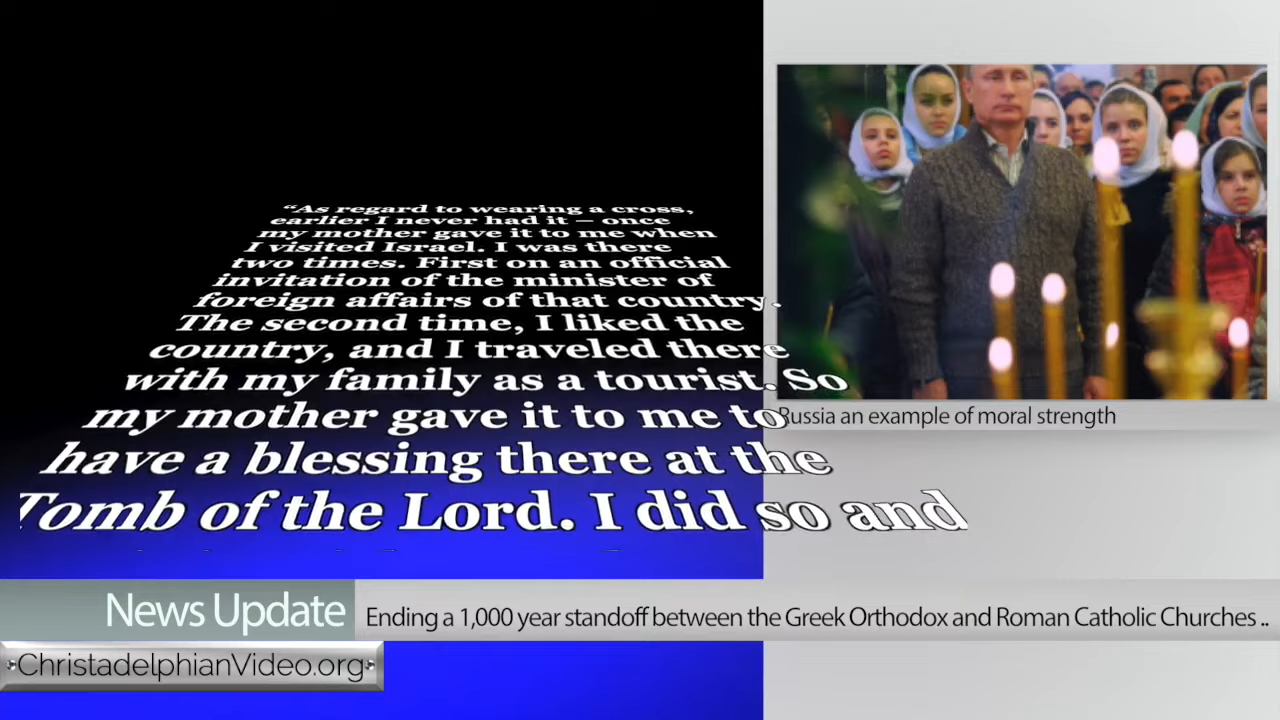 “As regard to wearing a cross,
earlier I never had it – once
my mother gave it to me when
I visited Israel. I was there
two times. First on an official
invitation of the minister of
foreign affairs of that country.
The second time, I liked the
country, and I traveled there
with my family as a tourist. So
my mother gave it to me to
have a blessing there at the
Tomb of the Lord. I did so and
Russia an example of moral strength
News Update
Ending a 1,000 year standoff between the Greek Orthodox and Roman Catholic Churches ..
ChristadelphianVideo.org